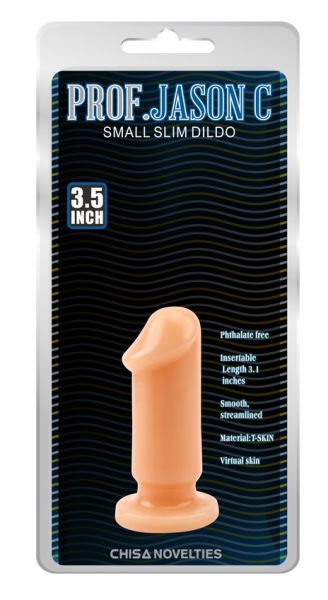 PROF.JASON C
SMALL SLIM DILDO
3.5
INCH
Phthalate free
Insertable
Length 3.1
inches
Smooth,
streamlined
Material:T-SKIN
Virtual skin
CHISA NOVELTIES